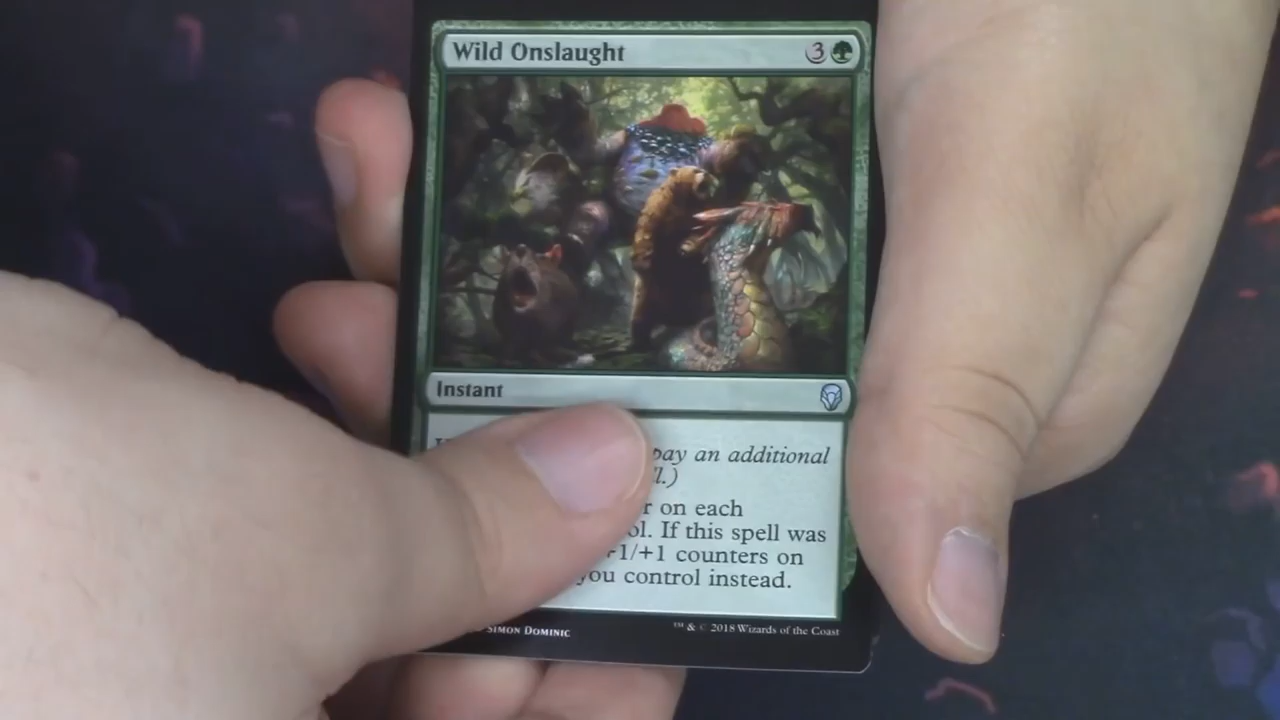 Wild Onslaught 3
Instant
pay an additional
l.)
r on each
ol. If this spell was
+1/+1 counters on
you control instead.
SIMON DOMINIC ™ & © 2018 Wizards of the Coast